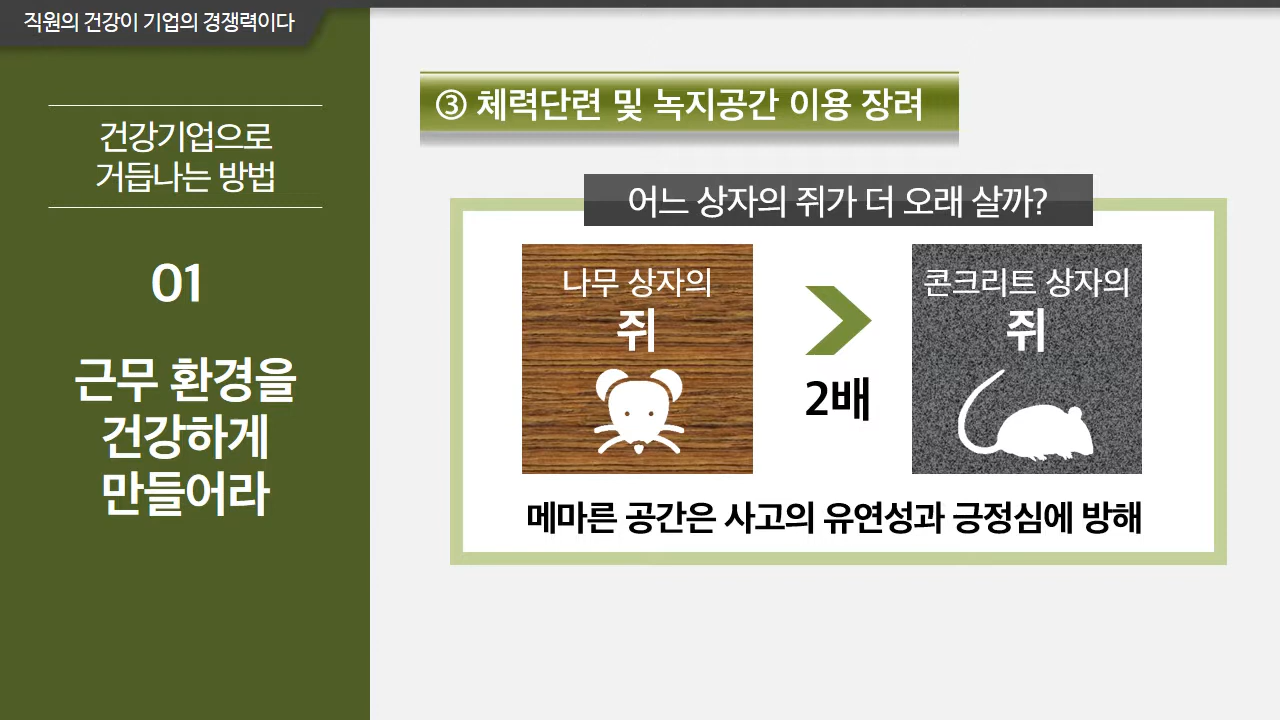 직원의 건강이 기업의 경쟁력이다
건강기업으로
거듭나는 방법
01
근무 환경을
건강하게
만들어라
③ 체력단련 및 녹지공간 이용 장려
어느 상자의 쥐가 더 오래 살까?
나무 상자의
쥐
2배
콘크리트 상자의
쥐
메마른 공간은 사고의 유연성과 긍정심에 방해